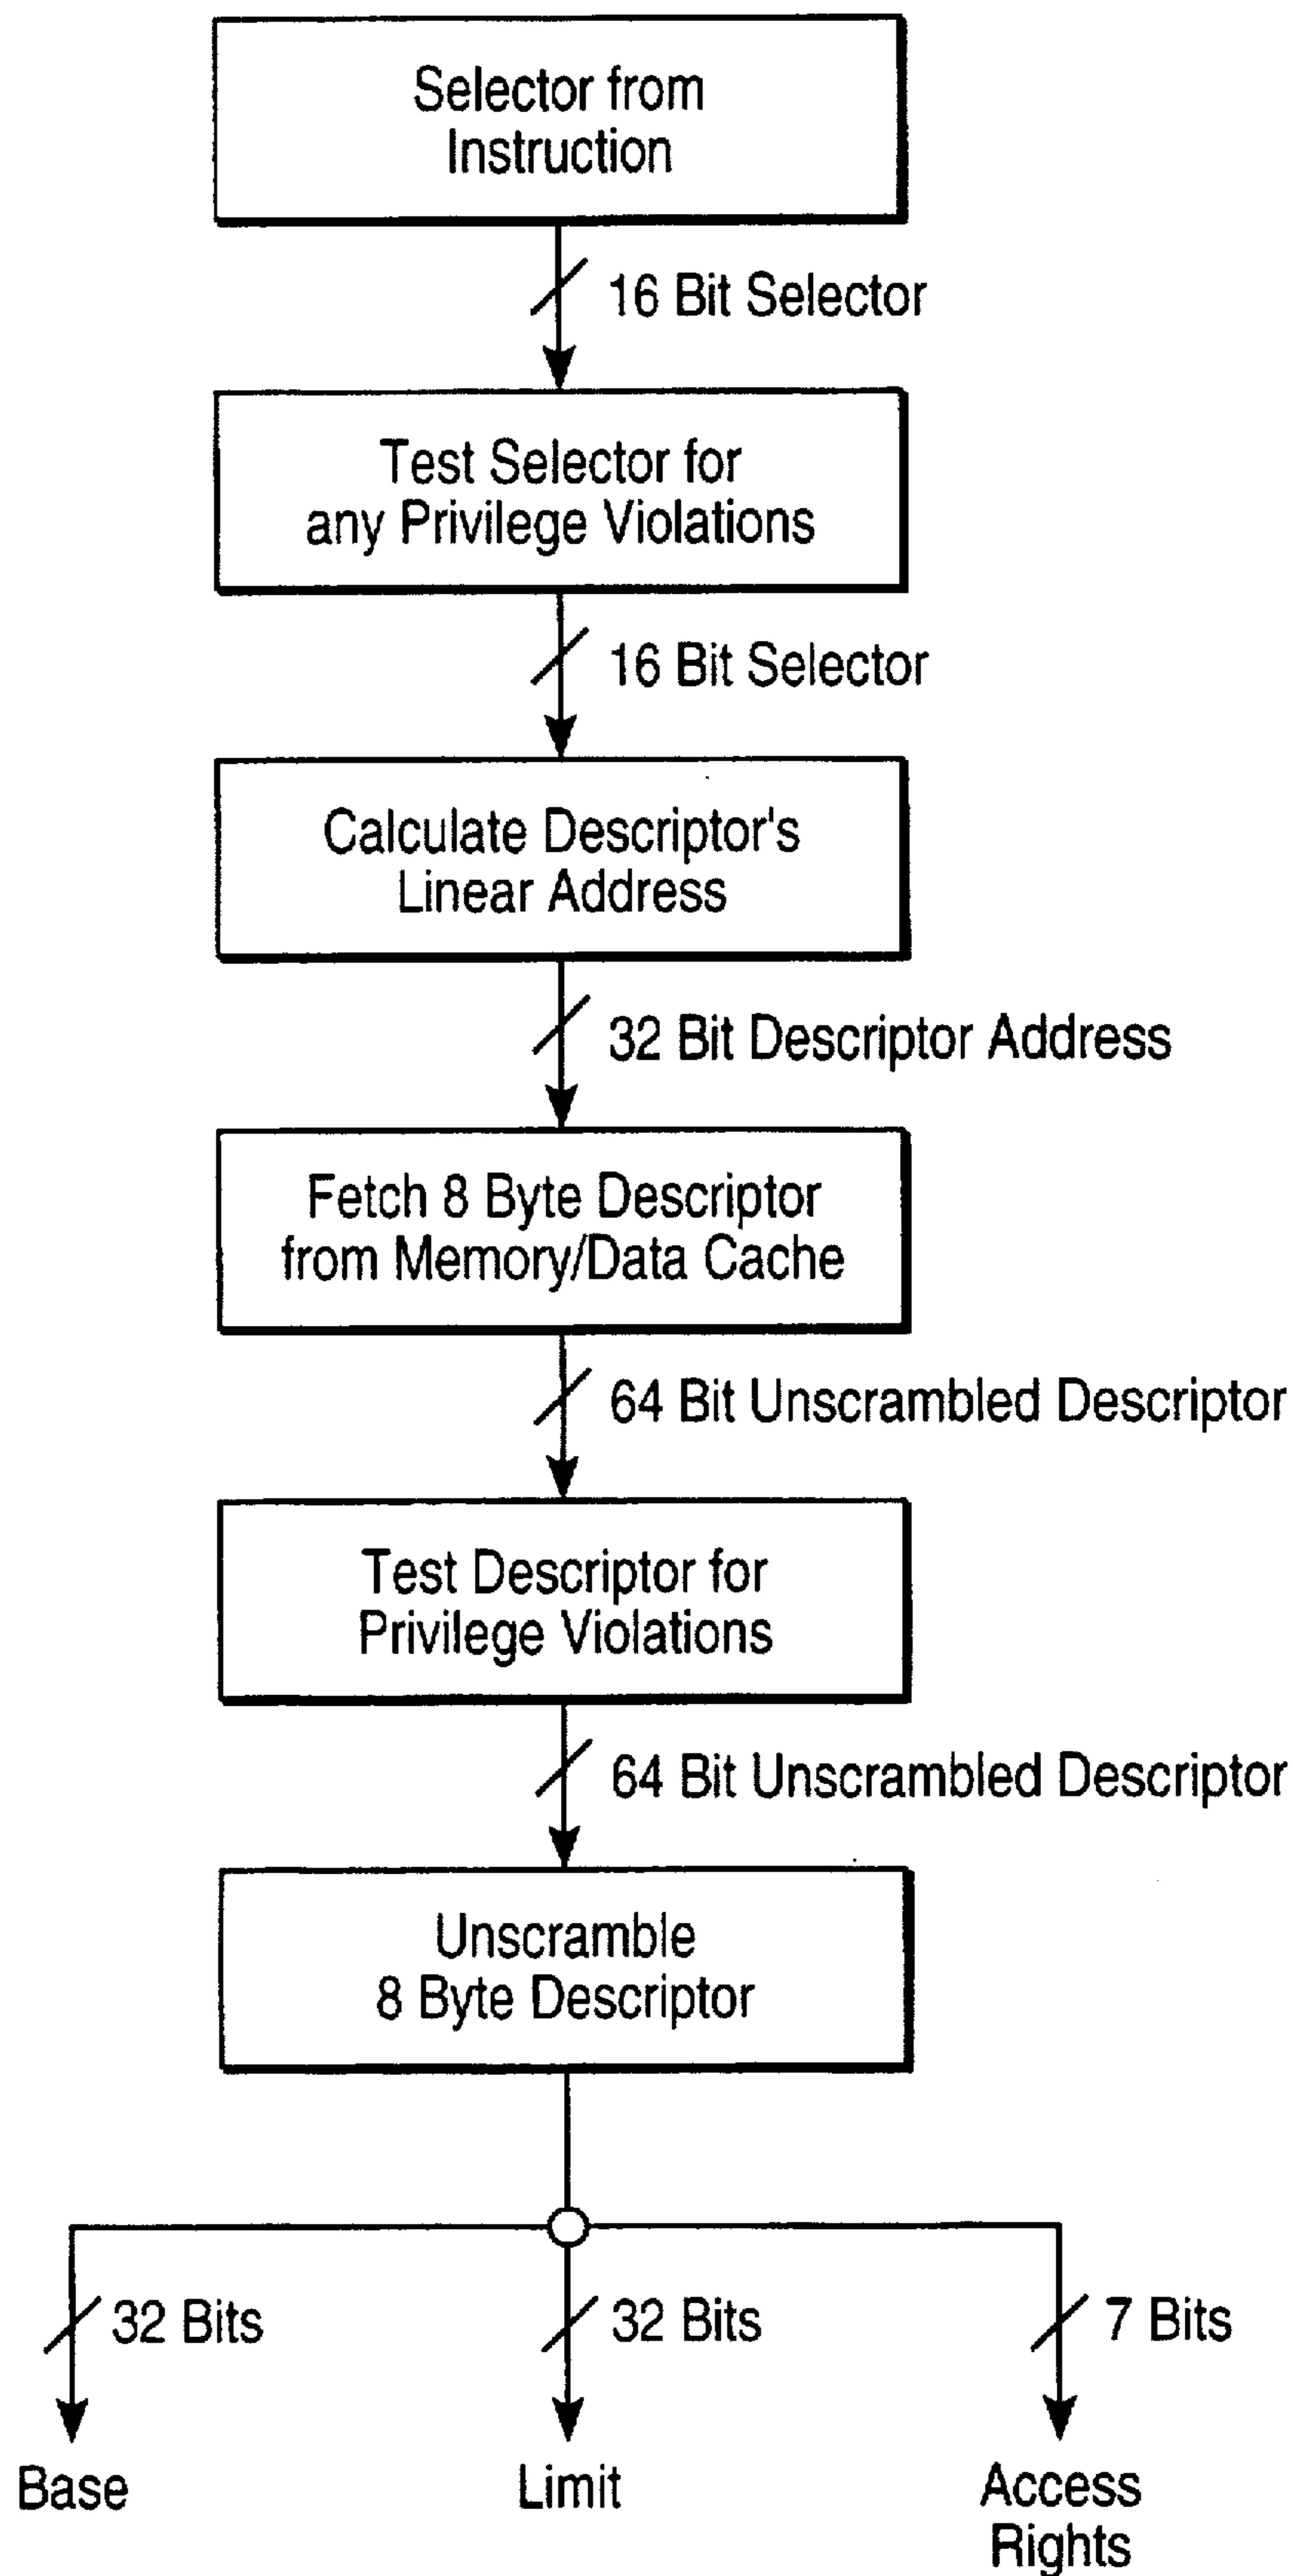 Selector from
Instruction
16 Bit Selector
Test Selector for
any Privilege Violations
16 Bit Selector
Calculate Descriptor's
Linear Address
32 Bit Descriptor Address
Fetch 8 Byte Descriptor
from Memory/Data Cache
64 Bit Unscrambled Descriptor
Test Descriptor for
Privilege Violations
64 Bit Unscrambled Descriptor
Unscramble
8 Byte Descriptor
32 Bits
32 Bits
7 Bits
Base
Limit
Access
Rights